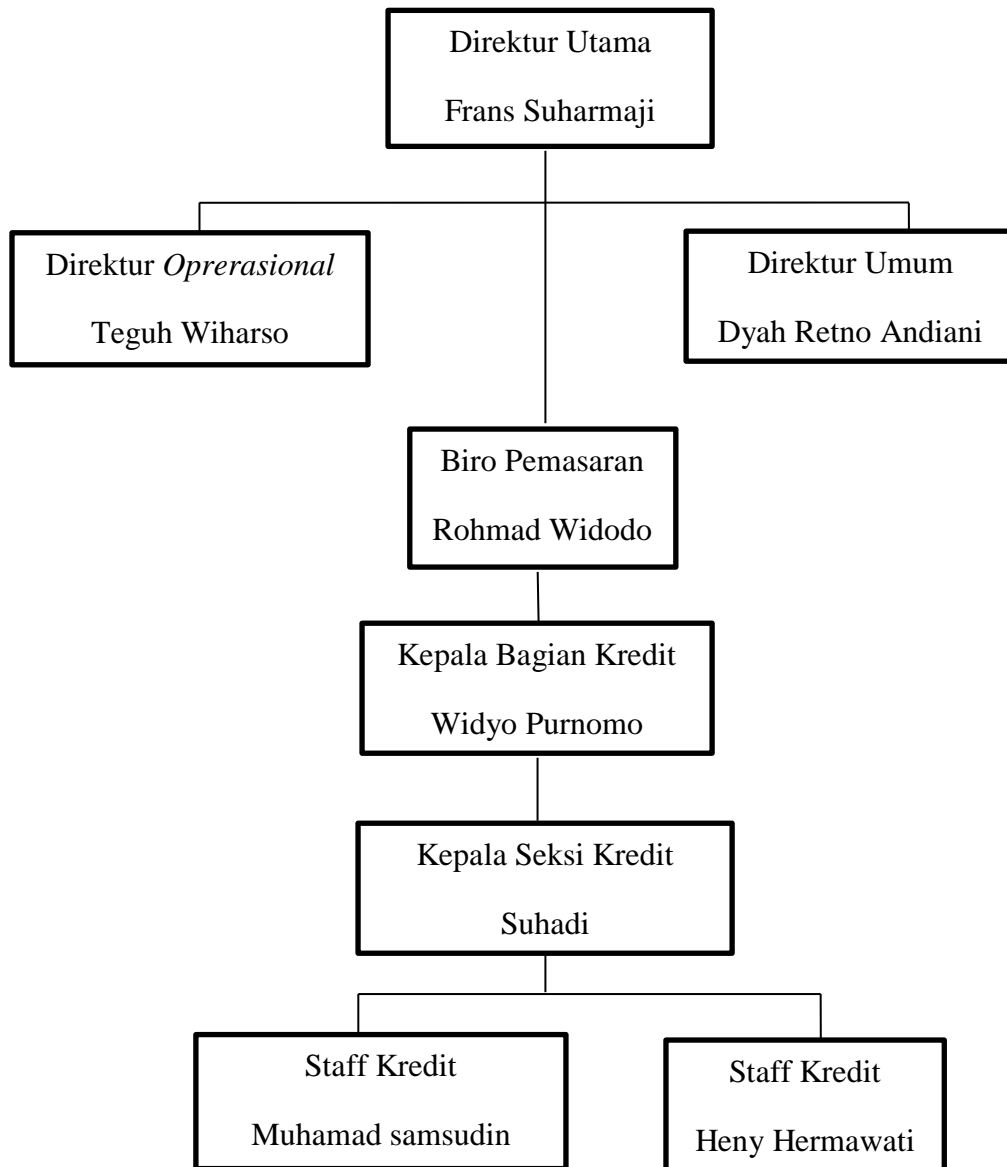 Direktur Utama
Frans Suharmaji
Direktur Oprerasional
Teguh Wiharso
Direktur Umum
Dyah Retno Andiani
Biro Pemasaran
Rohmad Widodo
Kepala Bagian Kredit
Widyo Purnomo
Kepala Seksi Kredit
Suhadi
Staff Kredit
Muhamad samsudin
Staff Kredit
Heny Hermawati